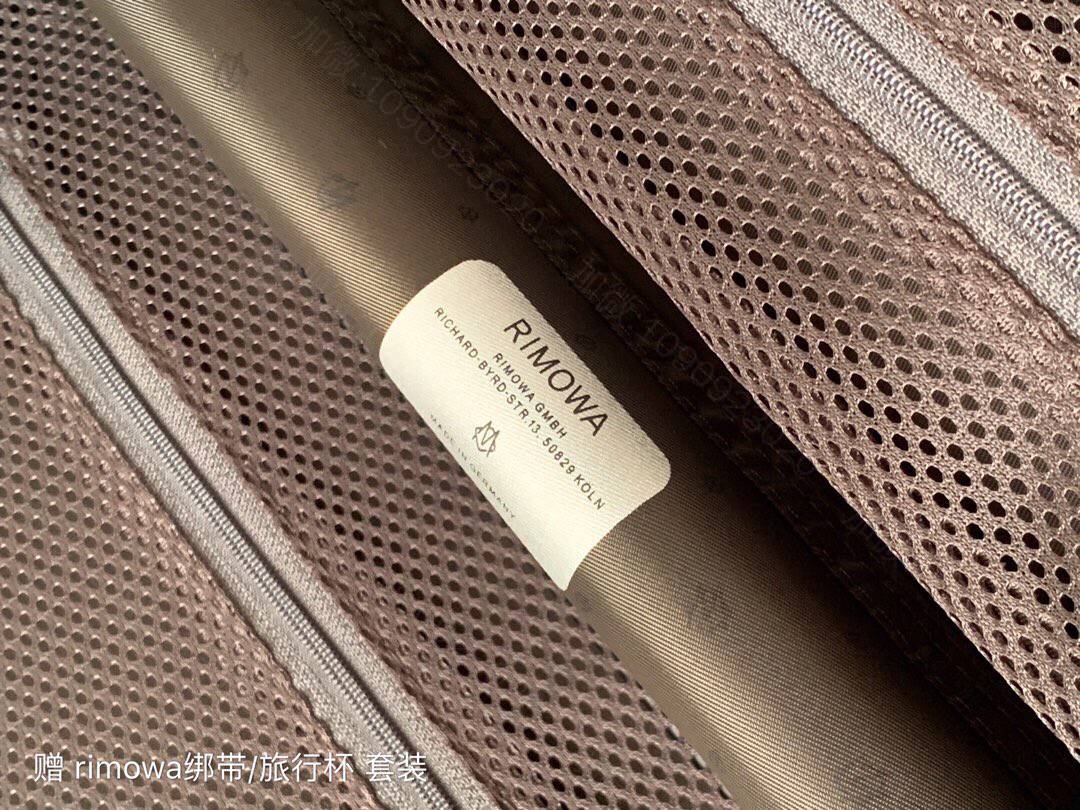 RIMOWA
RIMOWA GMBH
RICHARD-BYRD-STR.13, 50829 KÖLN
MADE IN GERMANY
赠 rimowa绑带/旅行杯 套装